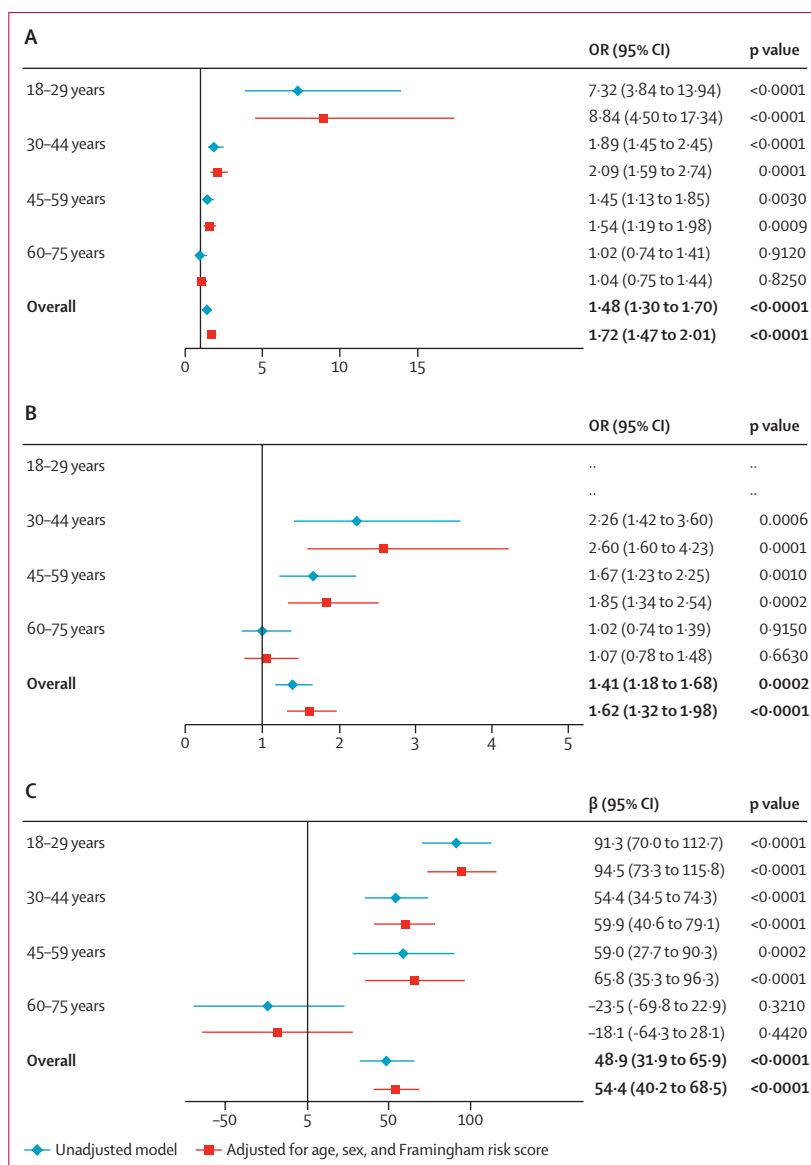 A
OR (95% CI) p value
18–29 years 7·32 (3·84 to 13·94) <0·0001
8·84 (4·50 to 17·34) <0·0001
30–44 years 1·89 (1·45 to 2·45) <0·0001
2·09 (1·59 to 2·74) 0·0001
45–59 years 1·45 (1·13 to 1·85) 0·0030
1·54 (1·19 to 1·98) 0·0009
60–75 years 1·02 (0·74 to 1·41) 0·9120
1·04 (0·75 to 1·44) 0·8250
Overall 1·48 (1·30 to 1·70) <0·0001
1·72 (1·47 to 2·01) <0·0001
0 5 10 15
B
OR (95% CI) p value
18–29 years ·· ··
·· ··
30–44 years 2·26 (1·42 to 3·60) 0·0006
2·60 (1·60 to 4·23) 0·0001
45–59 years 1·67 (1·23 to 2·25) 0·0010
1·85 (1·34 to 2·54) 0·0002
60–75 years 1·02 (0·74 to 1·39) 0·9150
1·07 (0·78 to 1·48) 0·6630
Overall 1·41 (1·18 to 1·68) 0·0002
1·62 (1·32 to 1·98) <0·0001
0 1 2 3 4 5
C
β (95% CI) p value
18–29 years 91·3 (70·0 to 112·7) <0·0001
94·5 (73·3 to 115·8) <0·0001
30–44 years 54·4 (34·5 to 74·3) <0·0001
59·9 (40·6 to 79·1) <0·0001
45–59 years 59·0 (27·7 to 90·3) 0·0002
65·8 (35·3 to 96·3) <0·0001
60–75 years –23·5 (-69·8 to 22·9) 0·3210
–18·1 (-64·3 to 28·1) 0·4420
Overall 48·9 (31·9 to 65·9) <0·0001
54·4 (40·2 to 68·5) <0·0001
–50 5 50 100
Unadjusted model Adjusted for age, sex, and Framingham risk score